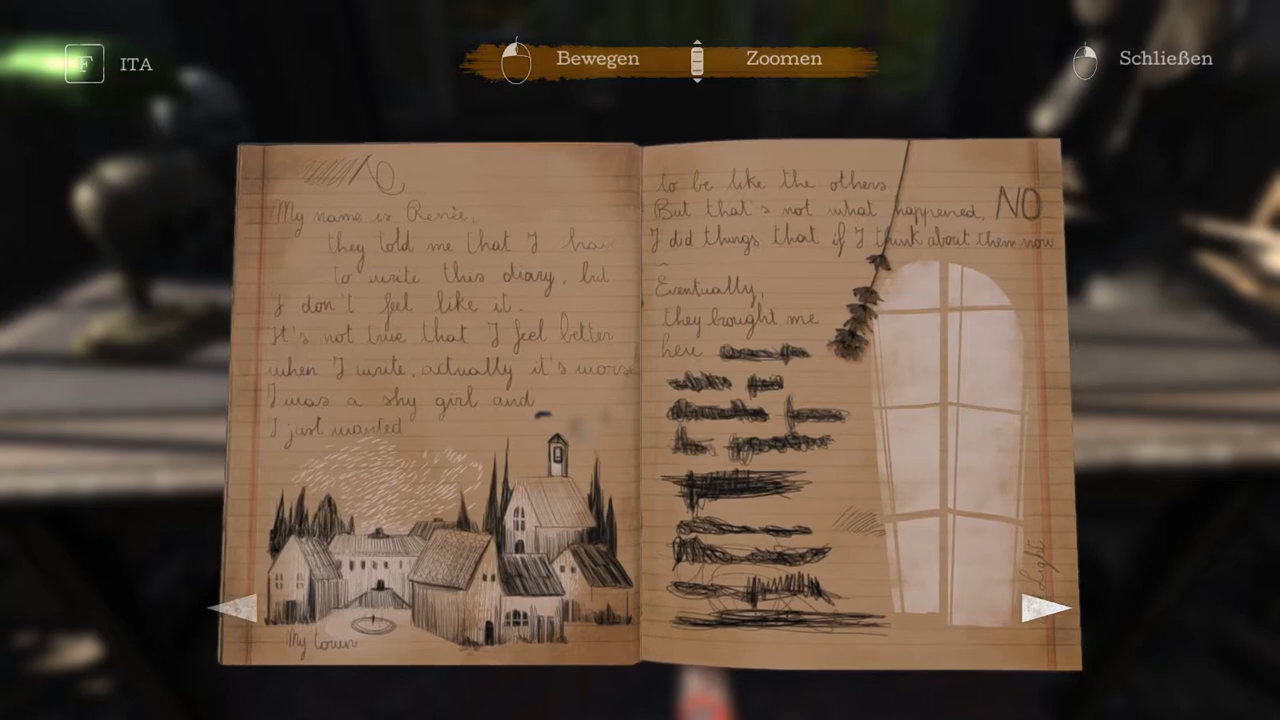 F ITA
Bewegen
Zoomen
Schließen
My name is Renée,
they told me that I have
to write this diary, but
I don't feel like it.
It's not true that I feel better
when I write, actually it's worse
I was a shy girl and
I just wanted
My town
to be like the others
But that's not what happened, NO
I did things that if I think about them now
Eventually,
they brought me
here
Light